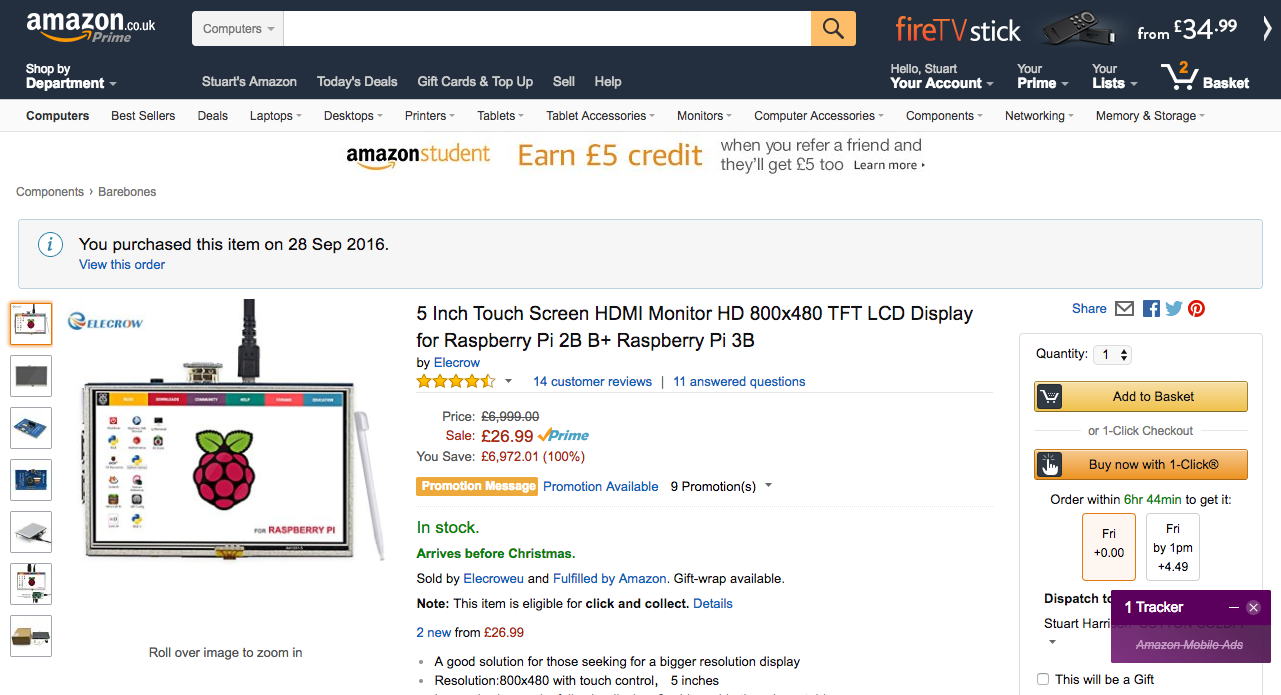 amazon.co.uk
Prime
Computers
fireTVstick
from £34.99
Shop by
Department
Stuart's Amazon Today's Deals Gift Cards & Top Up Sell Help
Hello, Stuart
Your Account
Your
Prime
Your
Lists
2
Basket
Computers Best Sellers Deals Laptops Desktops Printers Tablets Tablet Accessories Monitors Computer Accessories Components Networking Memory & Storage
amazonstudent Earn £5 credit
when you refer a friend and
they'll get £5 too Learn more
Components › Barebones
You purchased this item on 28 Sep 2016.
View this order
ELECROW
FOR RASPBERRY PI
Roll over image to zoom in
5 Inch Touch Screen HDMI Monitor HD 800x480 TFT LCD Display
for Raspberry Pi 2B B+ Raspberry Pi 3B
by Elecrow
14 customer reviews | 11 answered questions
Price: £6,999.00
Sale: £26.99 Prime
You Save: £6,972.01 (100%)
Promotion Message Promotion Available 9 Promotion(s)
In stock.
Arrives before Christmas.
Sold by Elecroweu and Fulfilled by Amazon. Gift-wrap available.
Note: This item is eligible for click and collect. Details
2 new from £26.99
• A good solution for those seeking for a bigger resolution display
• Resolution:800x480 with touch control， 5 inches
Share
Quantity: 1
Add to Basket
or 1-Click Checkout
Buy now with 1-Click®
Order within 6hr 44min to get it:
Fri
+0.00
Fri
by 1pm
+4.49
Dispatch to
Stuart Harri
This will be a Gift
1 Tracker
Amazon Mobile Ads